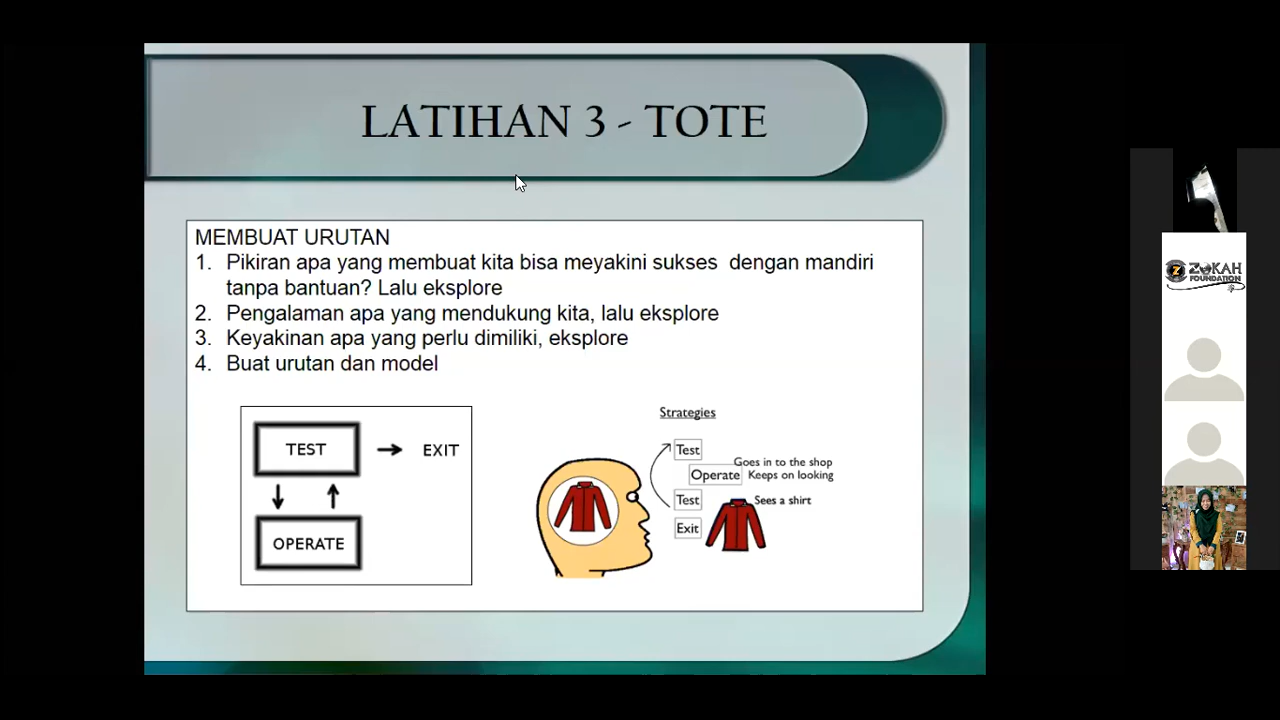 LATIHAN 3 - TOTE
MEMBUAT URUTAN
1. Pikiran apa yang membuat kita bisa meyakini sukses dengan mandiri
tanpa bantuan? Lalu eksplore
2. Pengalaman apa yang mendukung kita, lalu eksplore
3. Keyakinan apa yang perlu dimiliki, eksplore
4. Buat urutan dan model
TEST
EXIT
OPERATE
Strategies
Test
Goes in to the shop
Operate
Keeps on looking
Test
Sees a shirt
Exit
Z
ZOKAH
FOUNDATION